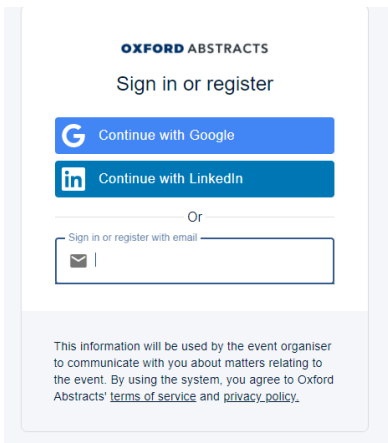 OXFORD ABSTRACTS
Sign in or register
G Continue with Google
in Continue with LinkedIn
Or
Sign in or register with email
This information will be used by the event organiser
to communicate with you about matters relating to
the event. By using the system, you agree to Oxford
Abstracts' terms of service and privacy policy.